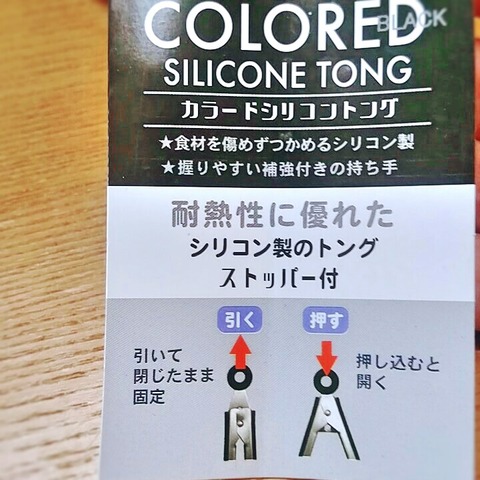 COLORED
BLACK
SILICONE TONG
カラードシリコントング
★食材を傷めずつかめるシリコン製
★握りやすい補強付きの持ち手
耐熱性に優れた
シリコン製のトング
ストッパー付
引く
押す
引いて
閉じたまま
固定
押し込むと
開く